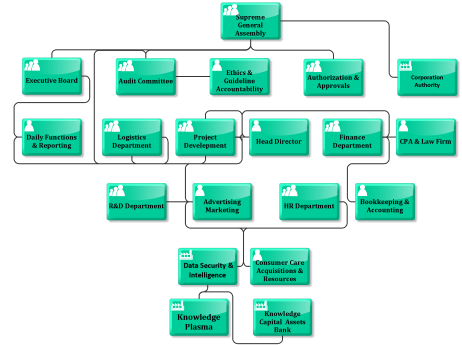 Supreme
General
Assembly
Executive Board
Audit Committee
Ethics &
Guideline
Accountability
Authorization &
Approvals
Corporation
Authority
Daily Functions
& Reporting
Logistics
Department
Project
Development
Head Director
Finance
Department
CPA & Law Firm
R&D Department
Advertising
Marketing
HR Department
Bookkeeping &
Accounting
Data Security &
Intelligence
Consumer Care
Acquisitions &
Resources
Knowledge
Plasma
Knowledge
Capital Assets
Bank